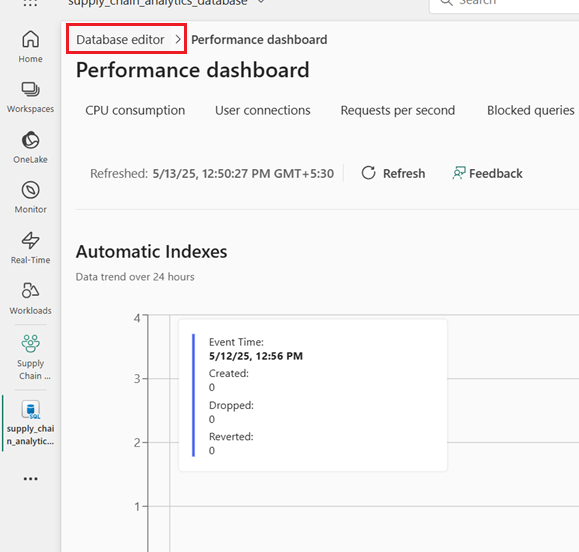 supply_chain_analytics_database
Search
Home
Workspaces
OneLake
Monitor
Real-Time
Workloads
Supply
Chain ...
supply_chai
n_analytic...
Database editor > Performance dashboard
Performance dashboard
CPU consumption User connections Requests per second Blocked queries
Refreshed: 5/13/25, 12:50:27 PM GMT+5:30 Refresh Feedback
Automatic Indexes
Data trend over 24 hours
4
3
2
1
Event Time:
5/12/25, 12:56 PM
Created:
0
Dropped:
0
Reverted:
0
SQL